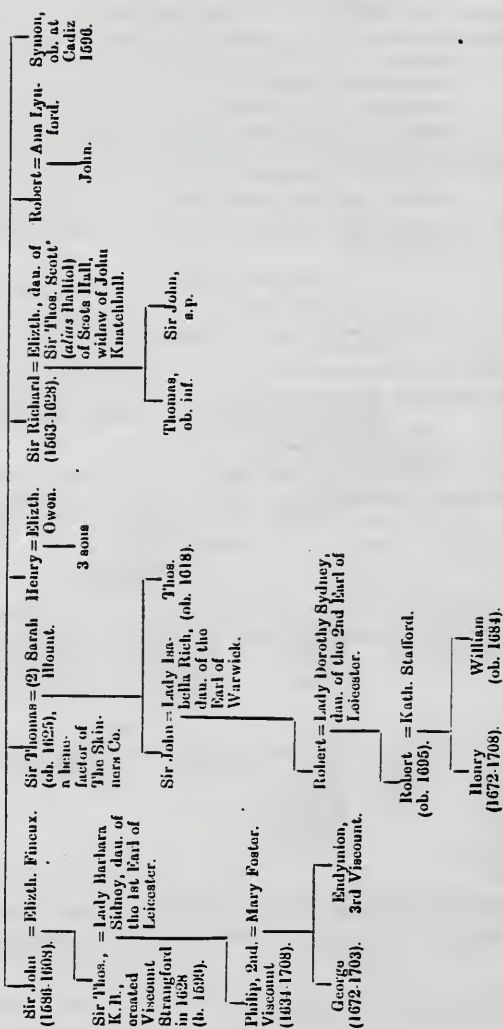 Sir John = Elizth. Fineux.
(1586-1608).
Sir Thos., = Lady Barbara
K.B., Sidney, dau. of
created the 1st Earl of
Viscount Leicester.
Strangford
in 1628
(b. 1599).
Philip, 2nd. = Mary Foster.
Viscount
(1634-1708).
George
(1672-1703).
Endymion,
3rd Viscount.
Sir Thomas = (2) Sarah
(ob. 1625), Blount.
a bene-
factor of
The Skin-
ners Co.
Sir John = Lady Isa-
bella Rich,
dau. of the
Earl of
Warwick.
Thos.
(ob. 1618).
Robert = Lady Dorothy Sydney,
dau. of the 2nd Earl of
Leicester.
Robert = Kath. Stafford.
(ob. 1695).
Henry
(1672-1708).
William
(ob. 1684).
Henry = Elizth.
Owen.
3 sons
Sir Richard = Elizth., dau. of
(1563-1628). Sir Thos. Scott
(alias Balliol)
of Scots Hall,
widow of John
Knatchbull.
Thomas,
ob. inf.
Sir John,
s.p.
Robert = Ann Lyn-
ford.
John.
Symon,
ob. at
Cadiz
1596.